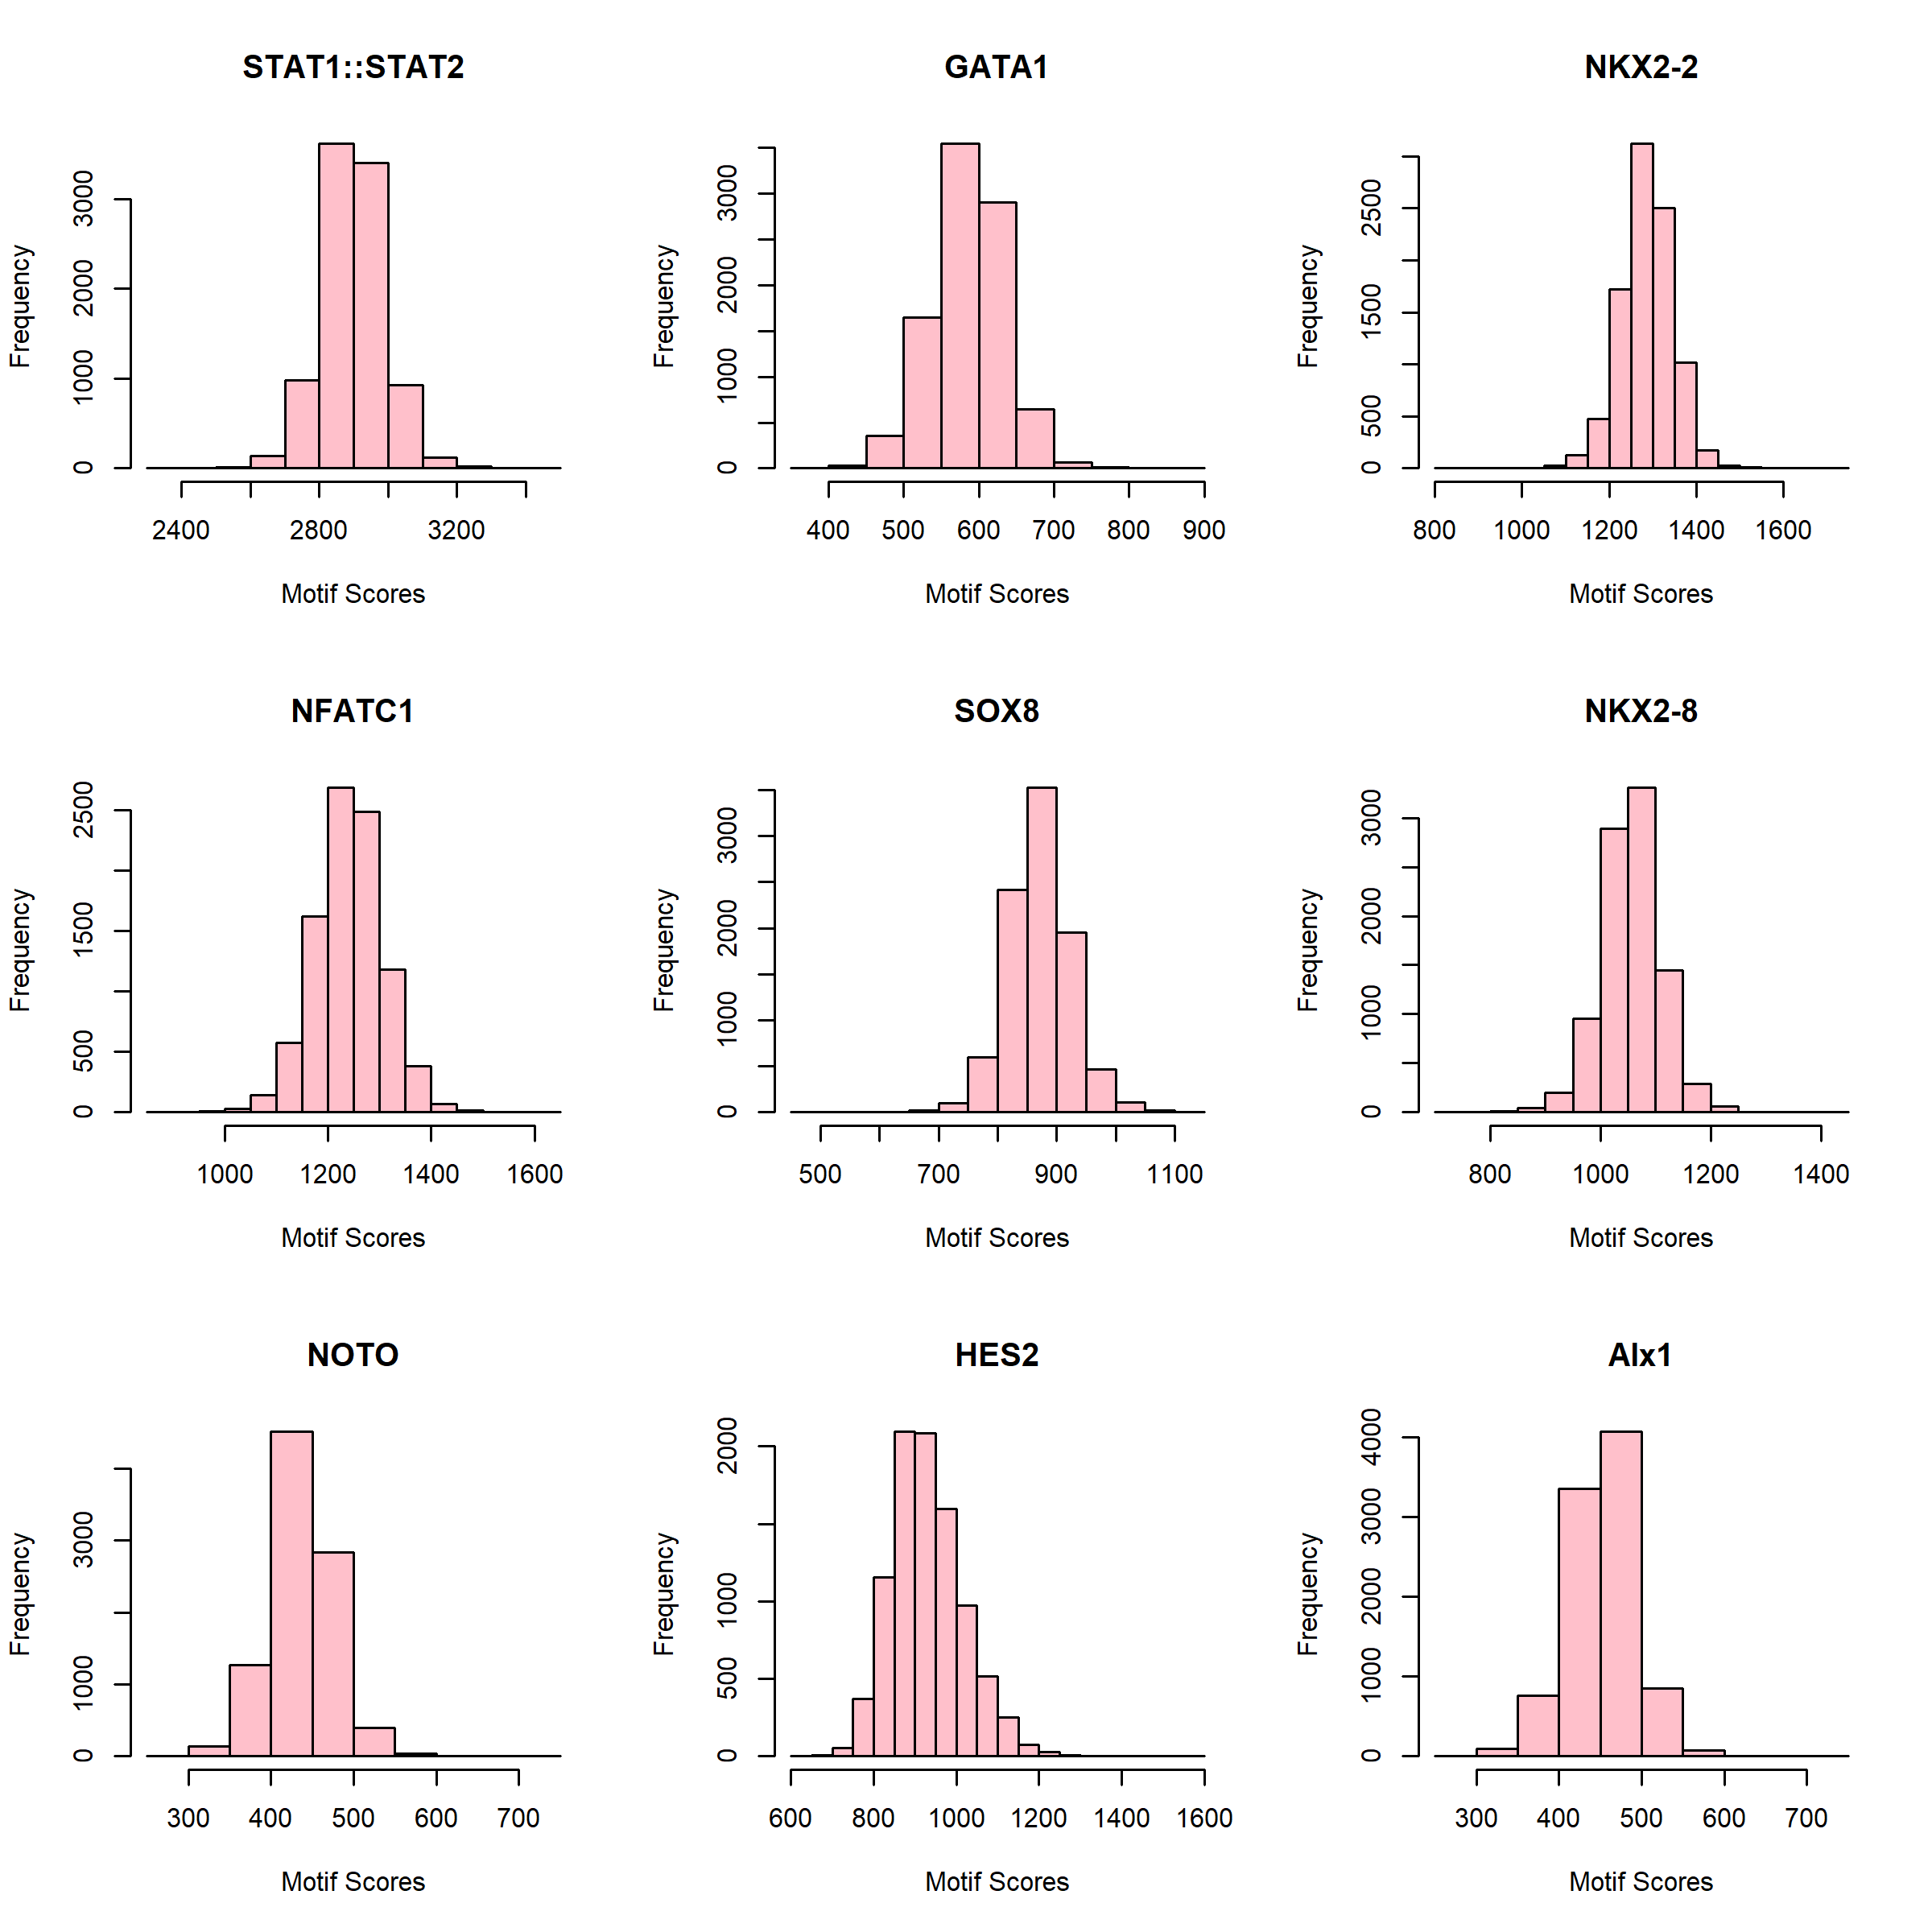 STAT1::STAT2
Frequency
0 1000 2000 3000
2400 2800 3200
Motif Scores
GATA1
Frequency
0 1000 2000 3000
400 500 600 700 800 900
Motif Scores
NKX2-2
Frequency
0 500 1500 2500
800 1000 1200 1400 1600
Motif Scores
NFATC1
Frequency
0 500 1500 2500
1000 1200 1400 1600
Motif Scores
SOX8
Frequency
0 1000 2000 3000
500 700 900 1100
Motif Scores
NKX2-8
Frequency
0 1000 2000 3000
800 1000 1200 1400
Motif Scores
NOTO
Frequency
0 1000 3000
300 400 500 600 700
Motif Scores
HES2
Frequency
0 500 1000 2000
600 800 1000 1200 1400 1600
Motif Scores
Alx1
Frequency
0 1000 2000 3000 4000
300 400 500 600 700
Motif Scores